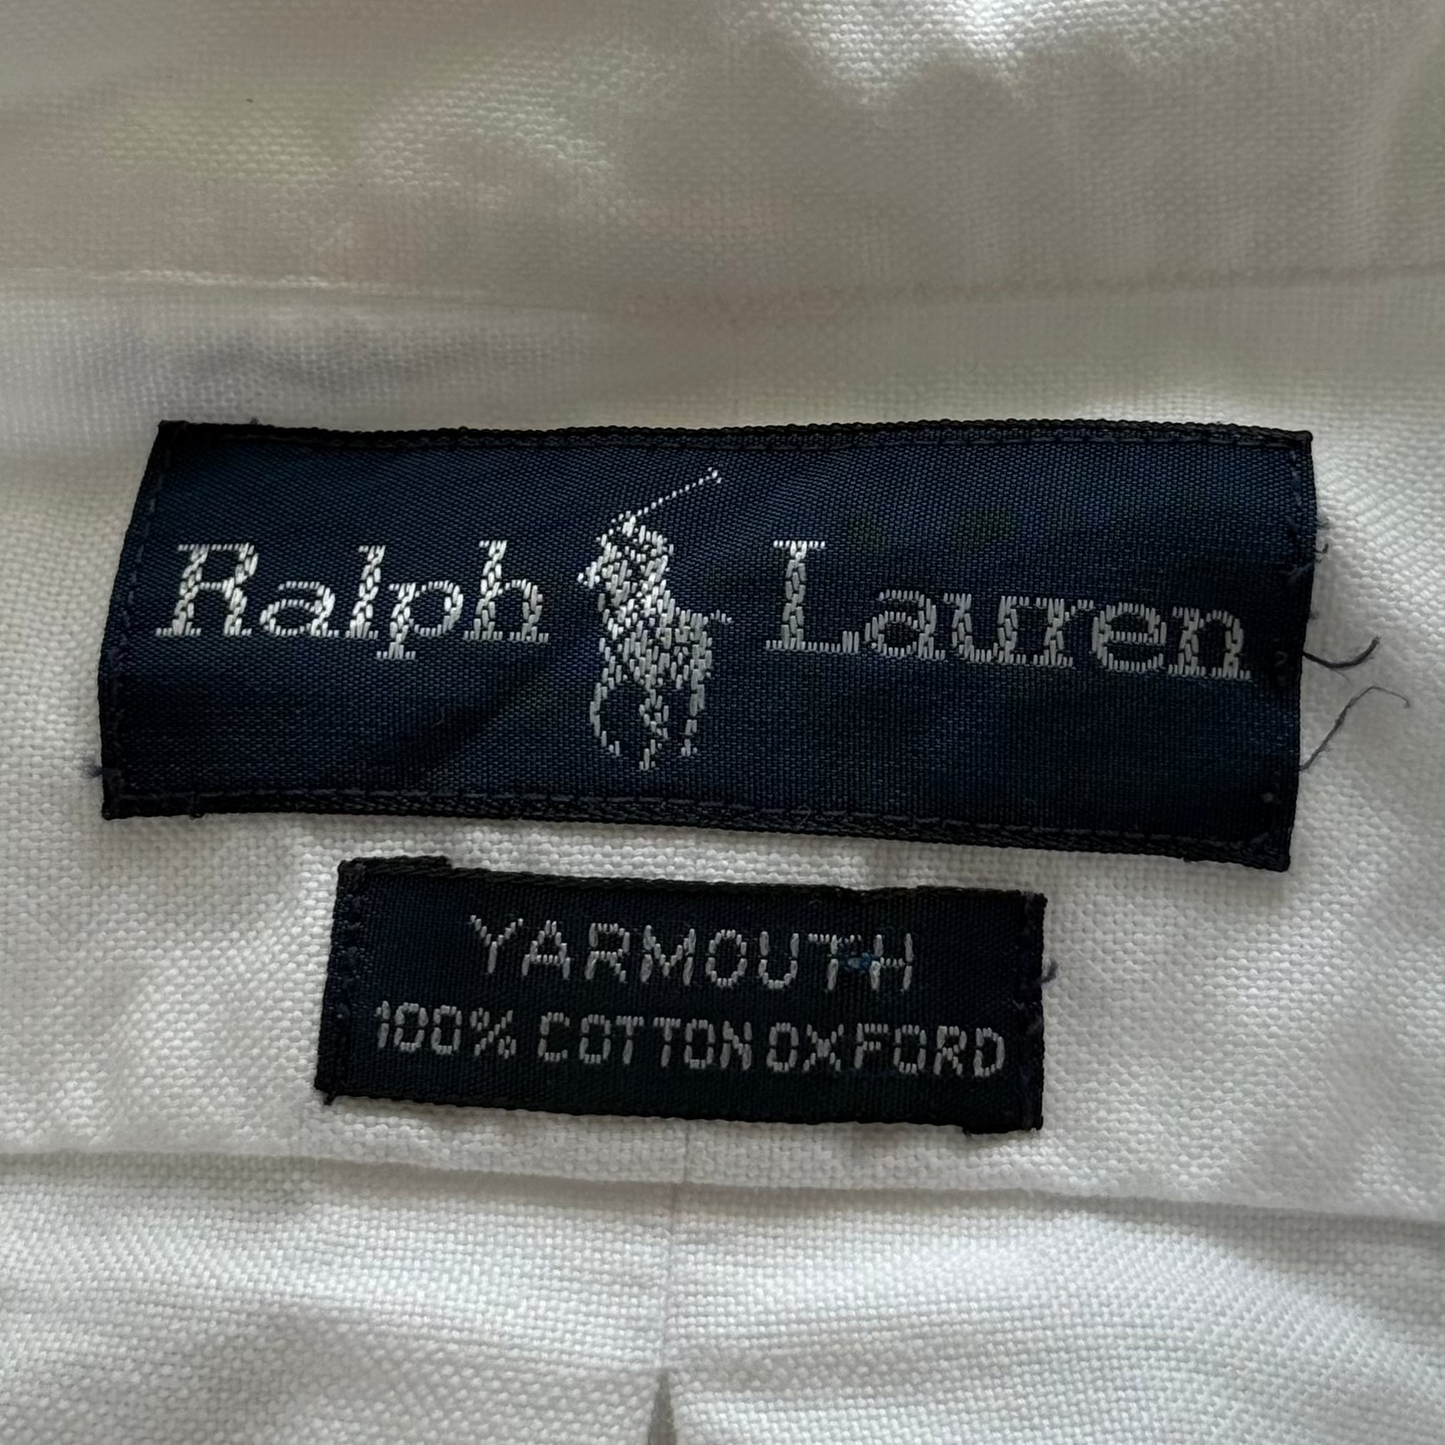 Ralph Lauren
YARMOUTH
100% COTTON OXFORD